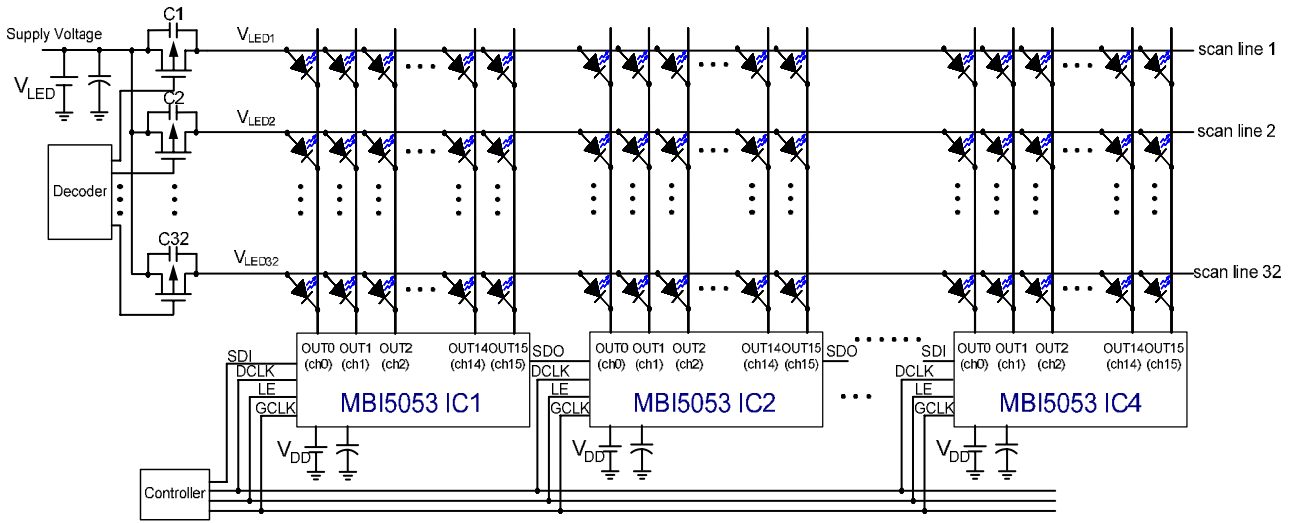 C1
Supply Voltage
VLED1
scan line 1
VLED
C2
VLED2
scan line 2
Decoder
C32
VLED32
scan line 32
OUT0 OUT1 OUT2 OUT14 OUT15
(ch0) (ch1) (ch2) (ch14) (ch15)
SDI
DCLK
LE
GCLK
MBI5053 IC1
VDD
SDO
OUT0 OUT1 OUT2 OUT14 OUT15
(ch0) (ch1) (ch2) (ch14) (ch15)
DCLK
LE
GCLK
MBI5053 IC2
VDD
SDO
SDI
OUT0 OUT1 OUT2 OUT14 OUT15
(ch0) (ch1) (ch2) (ch14) (ch15)
DCLK
LE
GCLK
MBI5053 IC4
VDD
Controller